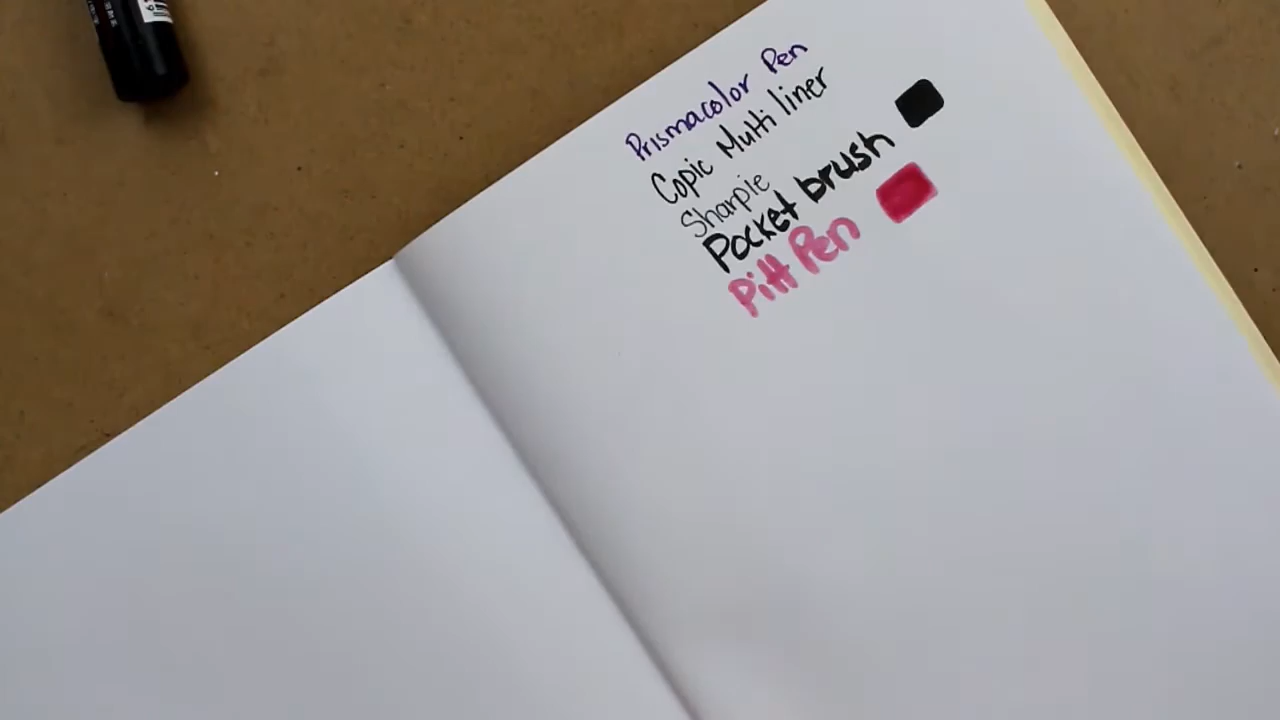 Prismacolor Pen
Copic Multi liner
Sharpie
Pocket brush
Pitt Pen